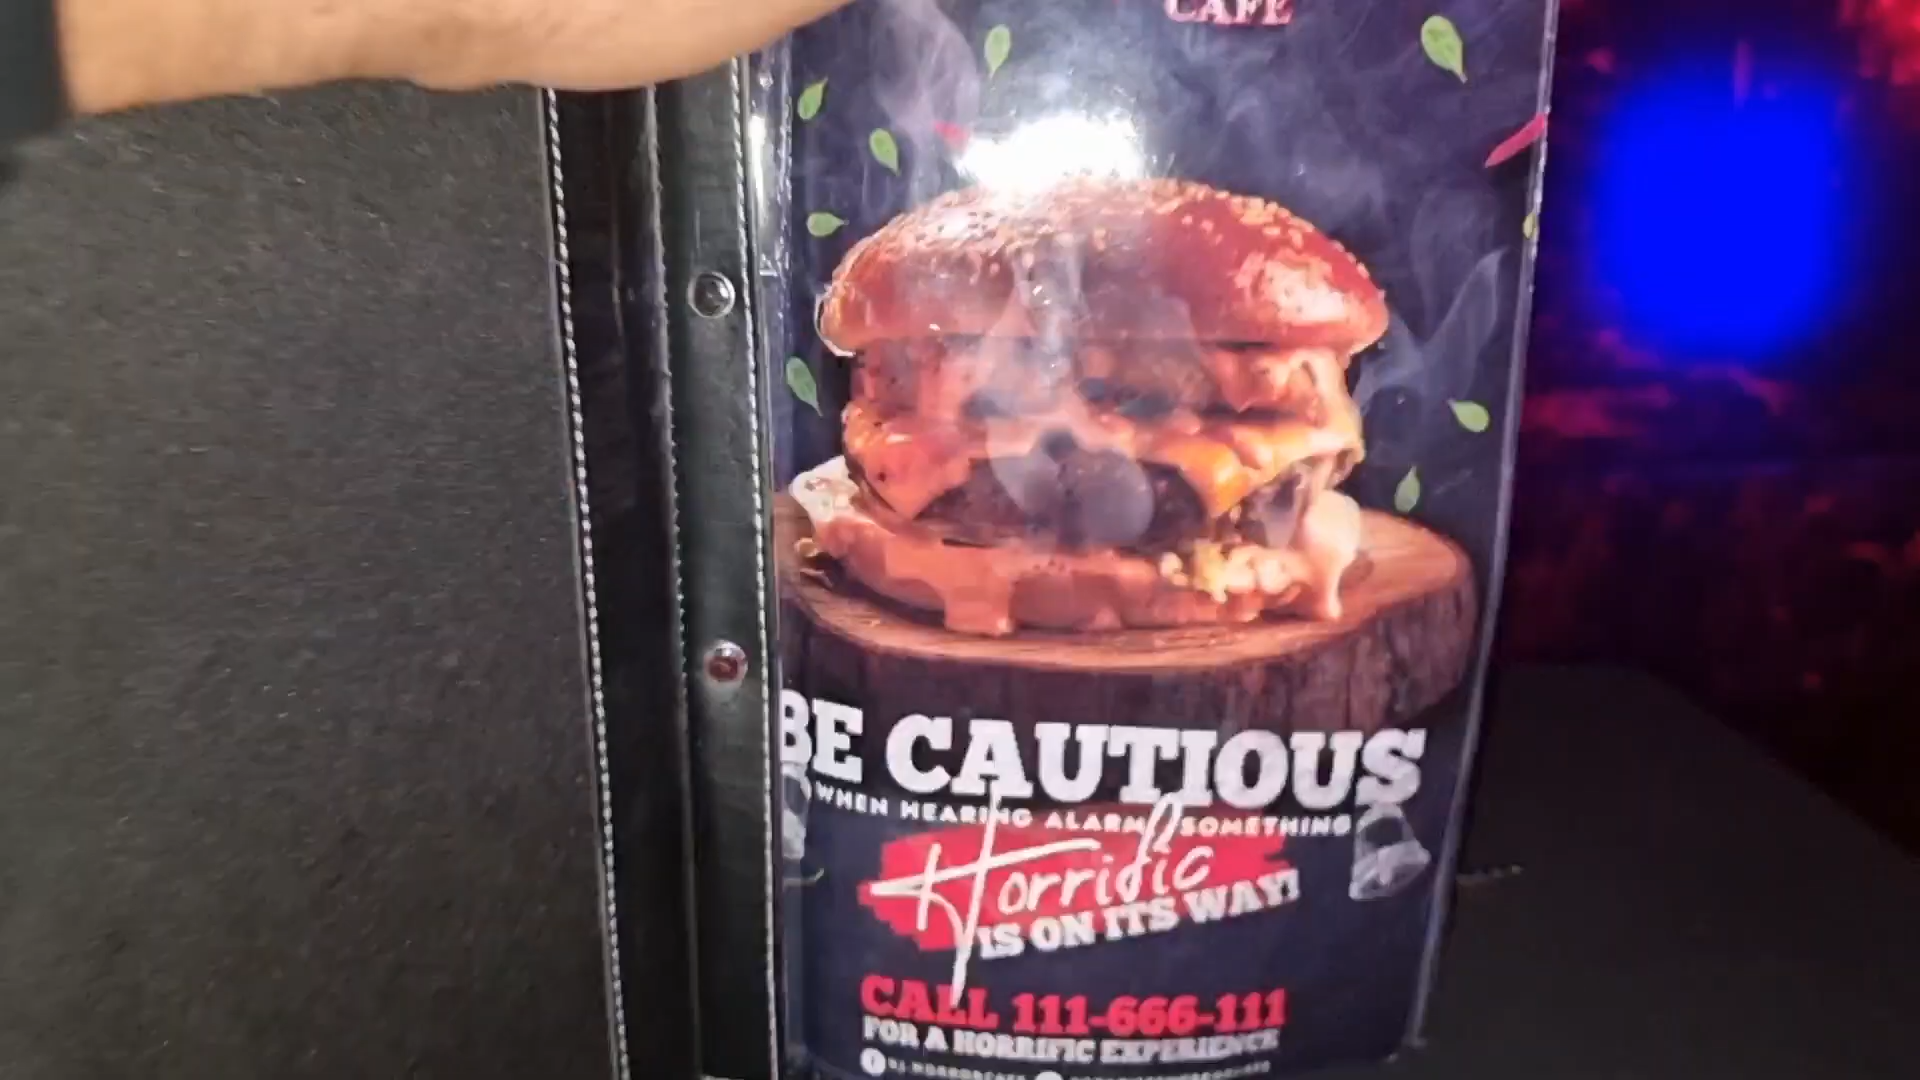 CAFE
BE CAUTIOUS
WHEN HEARING ALARM, SOMETHING
Horrific
IS ON ITS WAY!
CALL 111-666-111
FOR A HORRIFIC EXPERIENCE